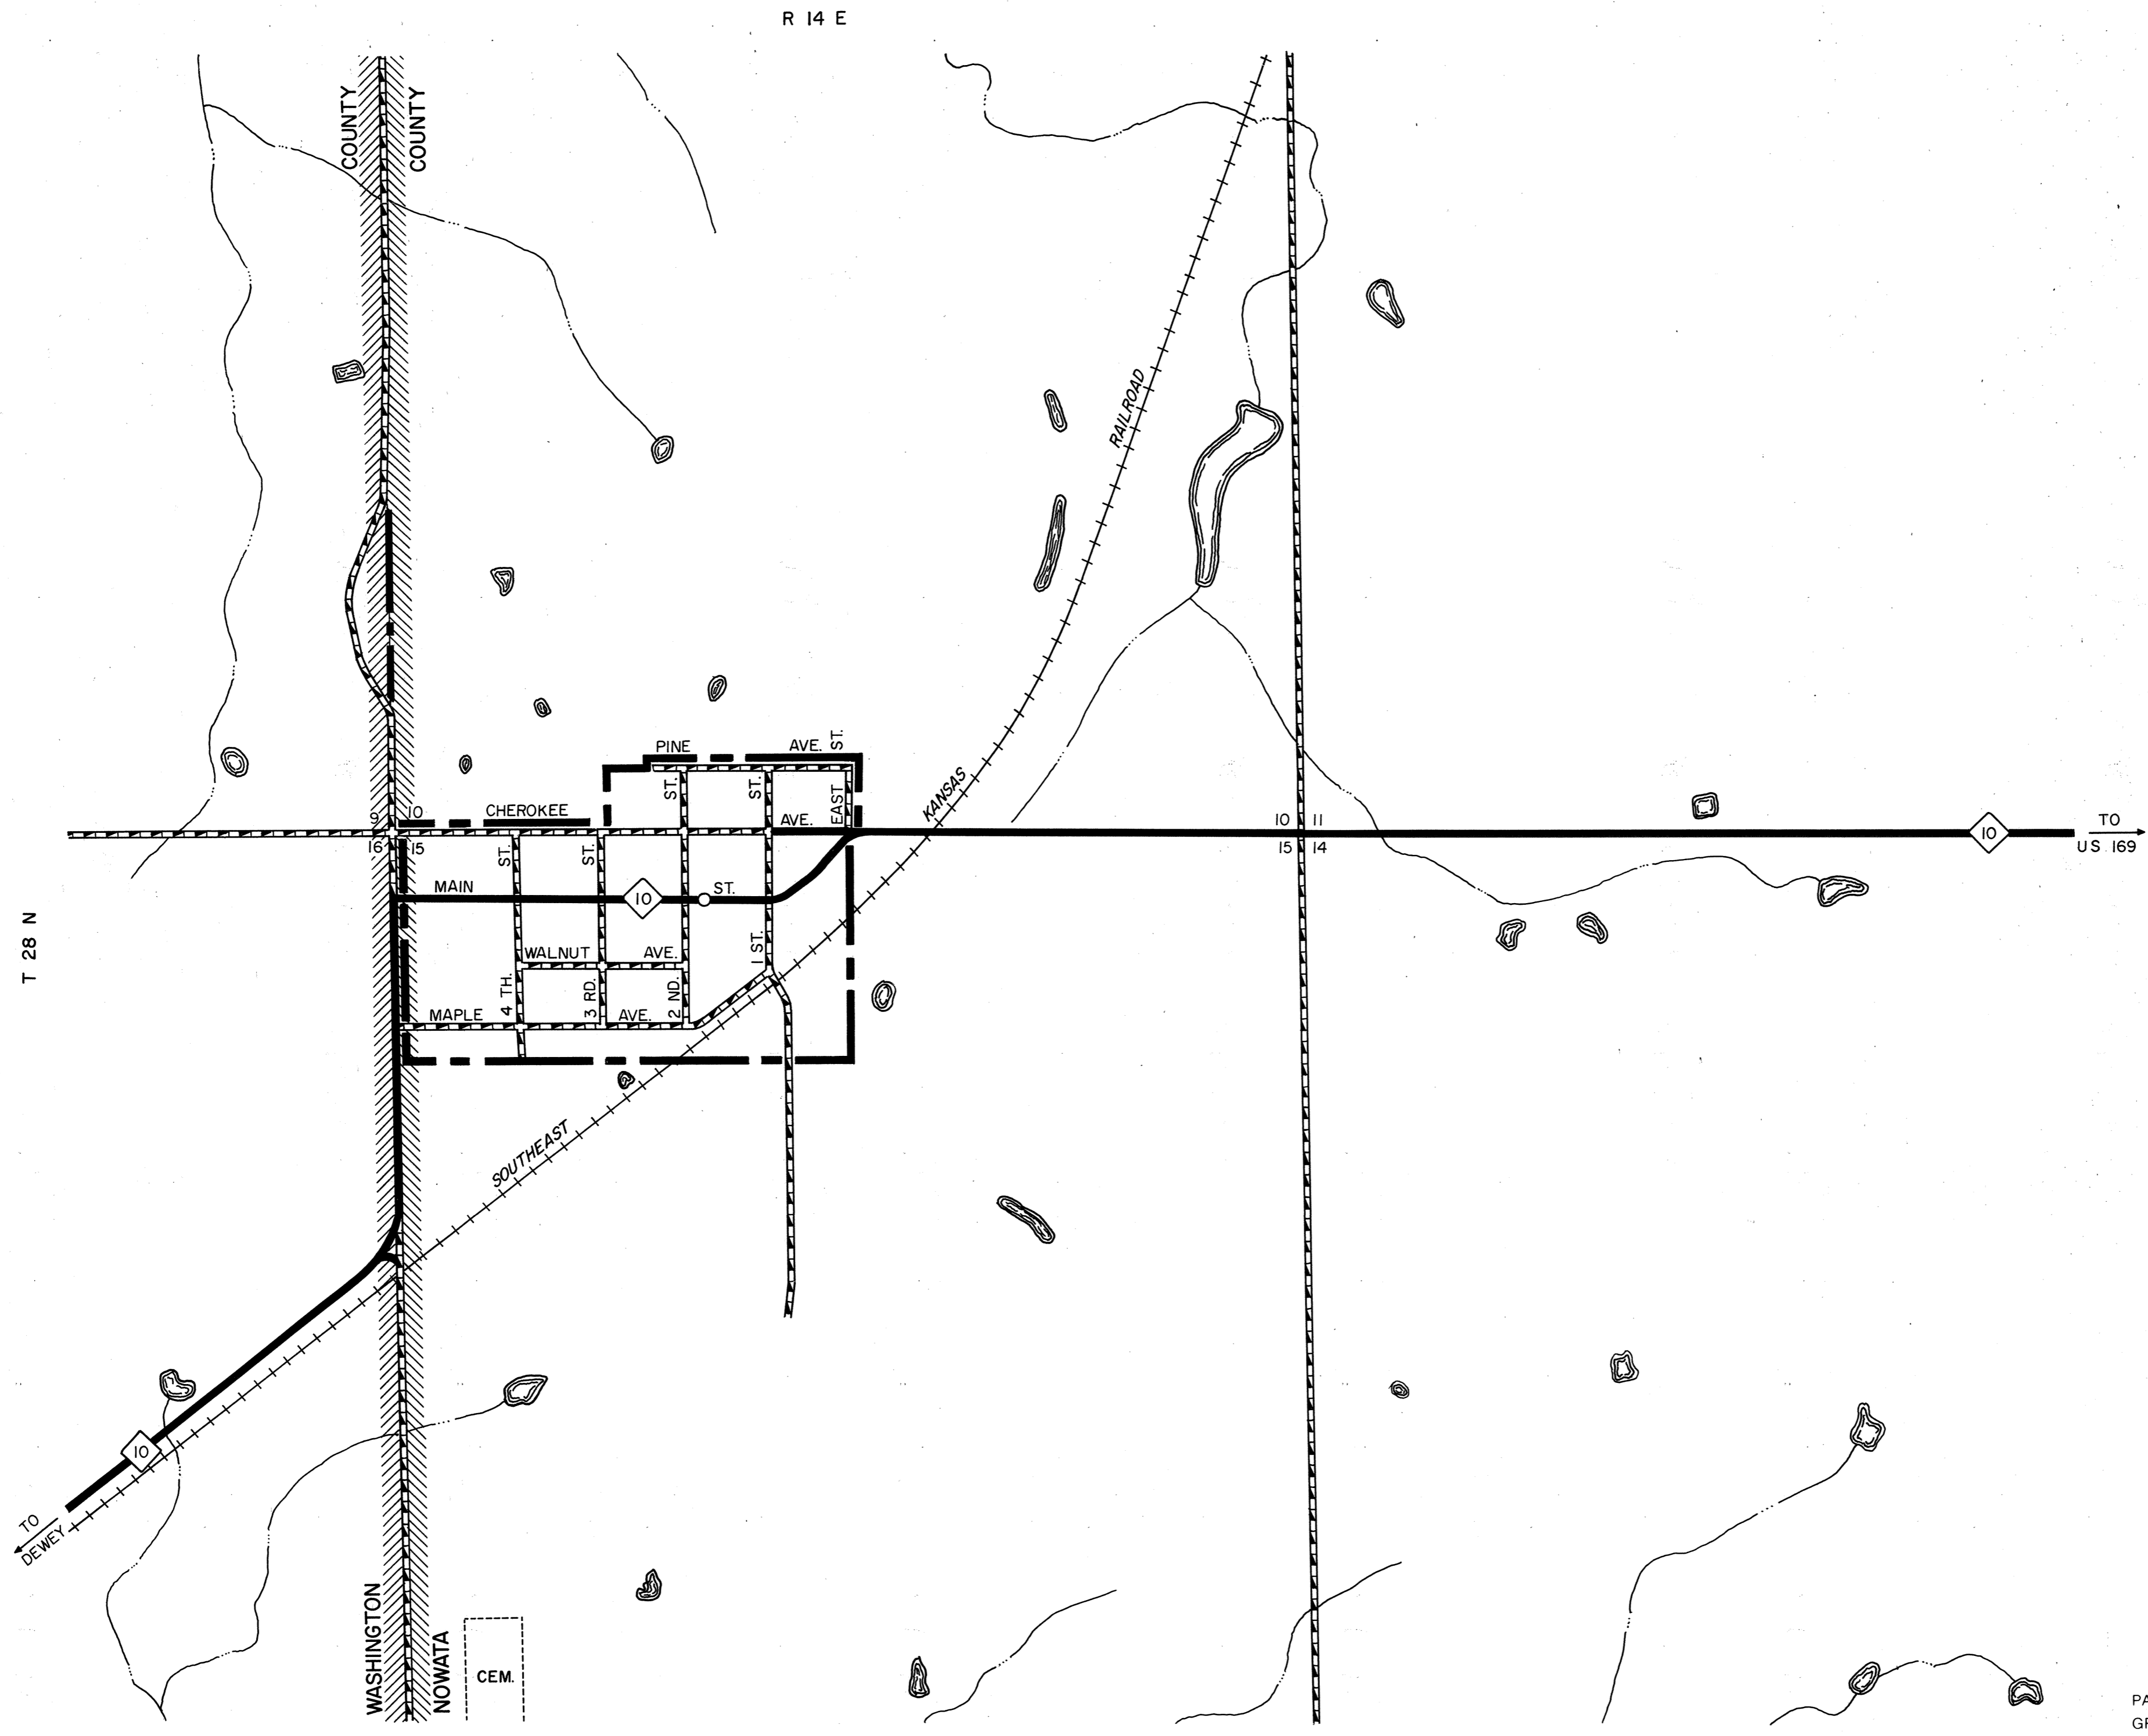 R 14 E
COUNTY
COUNTY
RAILROAD
PINE AVE.
EAST ST.
KANSAS
CHEROKEE AVE.
ST.
ST.
9 10
16 15
10 11
15 14
10
TO
US 169
T 28 N
ST.
ST.
MAIN 10 ST.
WALNUT AVE.
1 ST.
4 TH.
3 RD.
2 ND.
MAPLE AVE.
SOUTHEAST
10
TO
DEWEY
WASHINGTON
NOWATA
CEM.